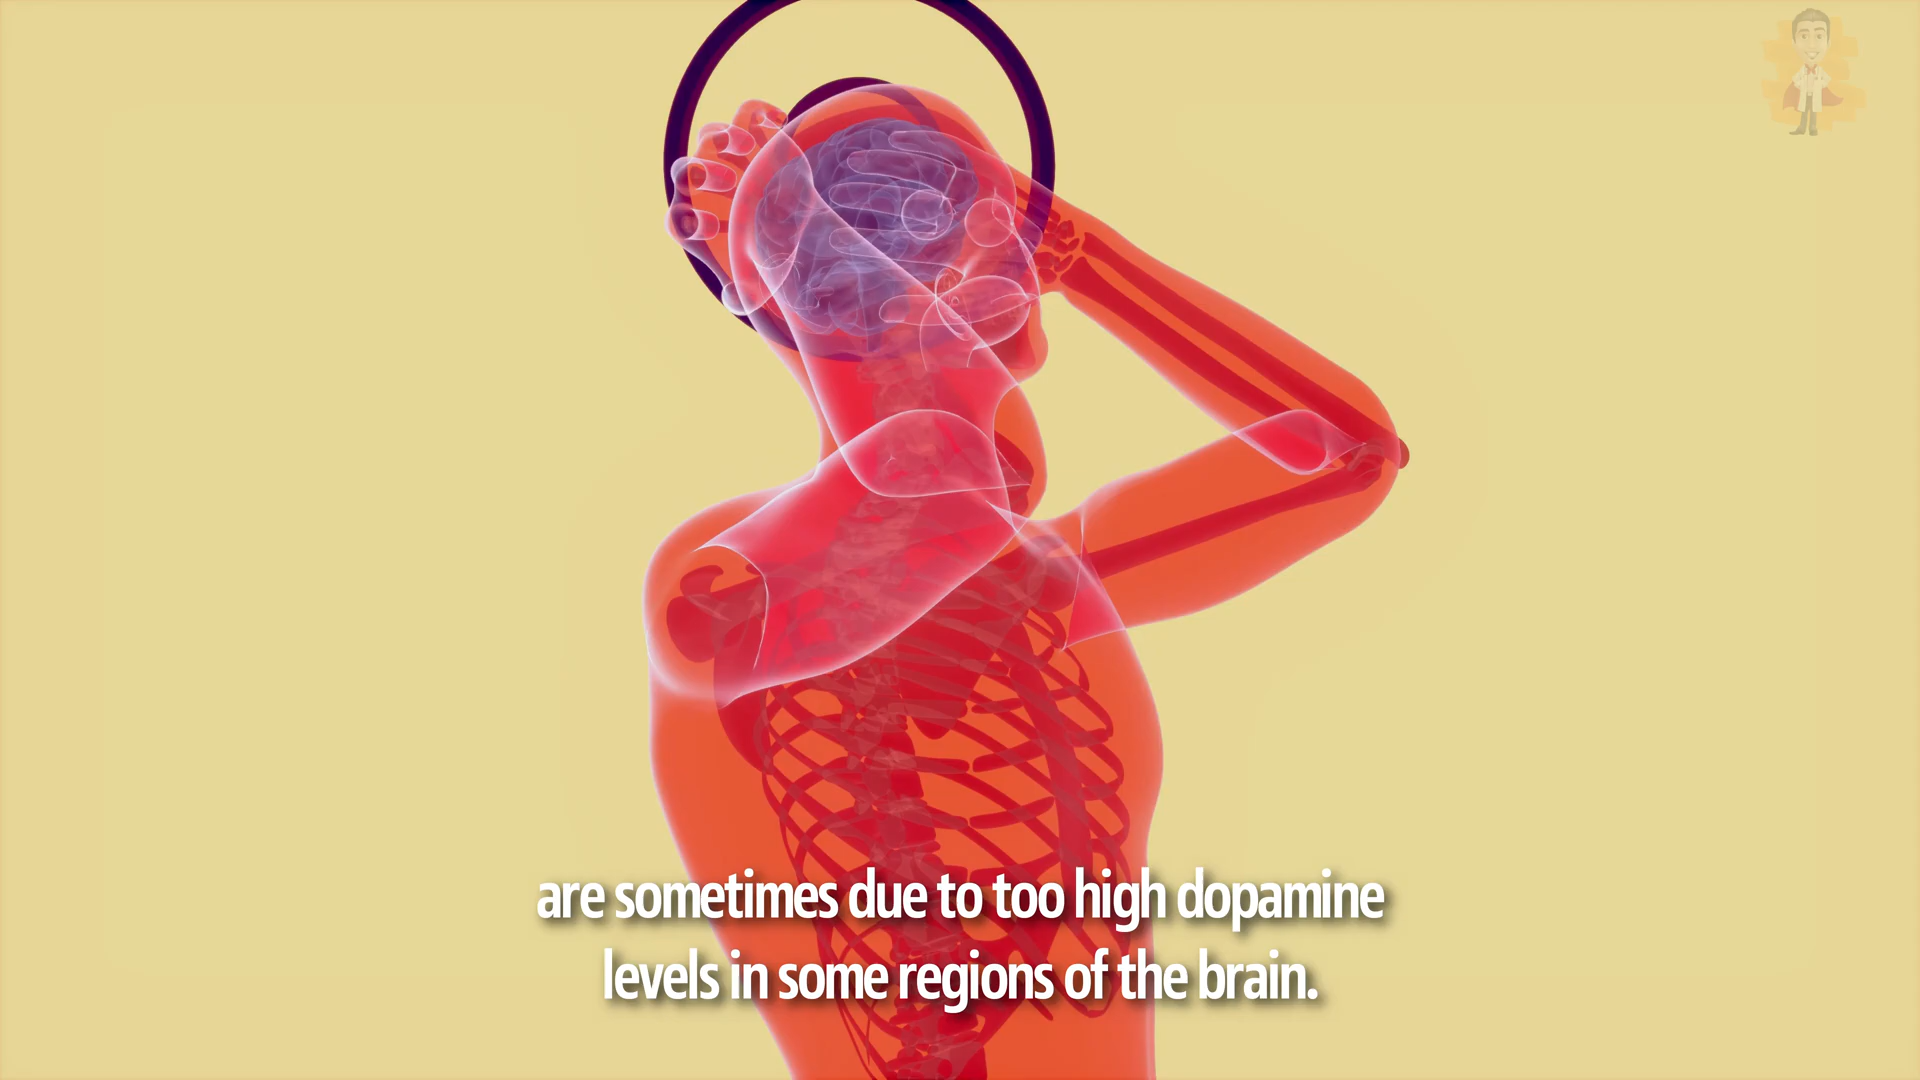 are sometimes due to too high dopamine
levels in some regions of the brain.